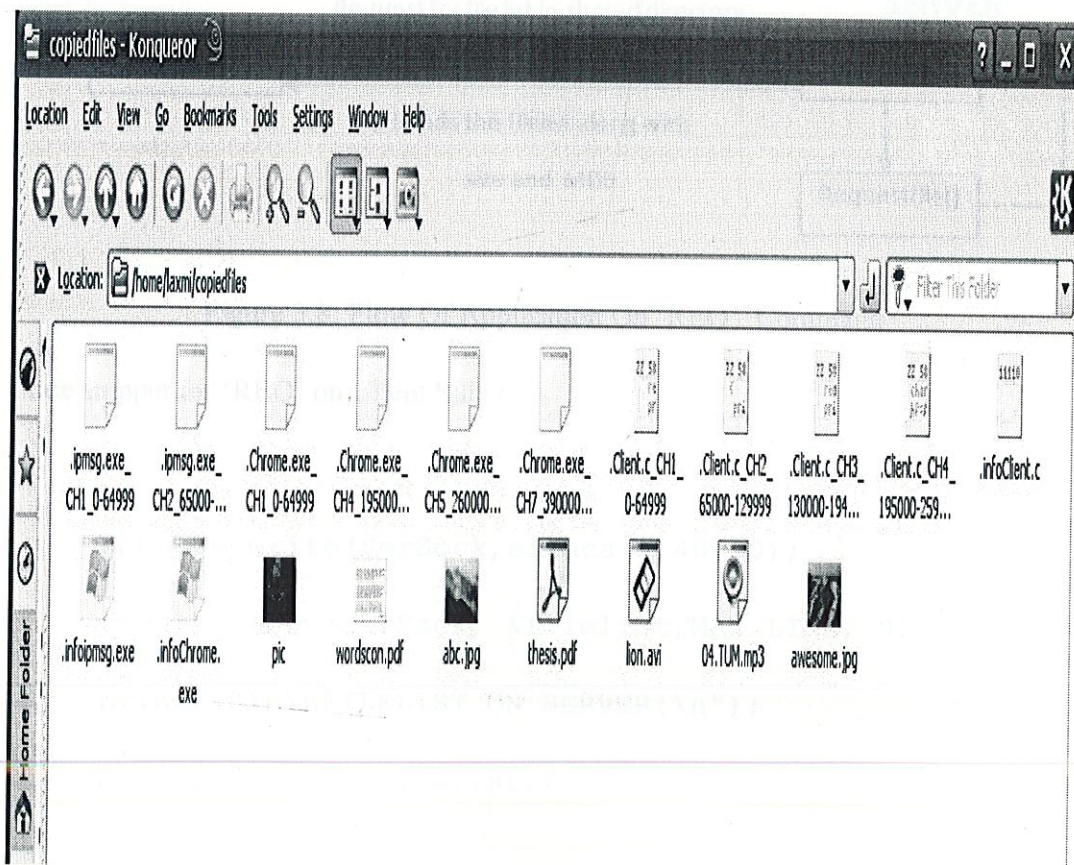 copiedfiles - Konqueror
Location Edit View Go Bookmarks Tools Settings Window Help
Location: /home/laxmi/copiedfiles
Filter This Folder
.ipmsg.exe_ .ipmsg.exe_ .Chrome.exe_ .Chrome.exe_ .Chrome.exe_ .Chrome.exe_ .Client.c_CH1_ .Client.c_CH2_ .Client.c_CH3_ .Client.c_CH4_ .infoClient.c
CH1_0-64999 CH2_65000-... CH1_0-64999 CH4_195000... CH5_260000... CH7_390000... 0-64999 65000-129999 130000-194... 195000-259...
.infoipmsg.exe .infoChrome. pic wordscon.pdf abc.jpg thesis.pdf lion.avi 04.TUM.mp3 awesome.jpg
exe
Home Folder